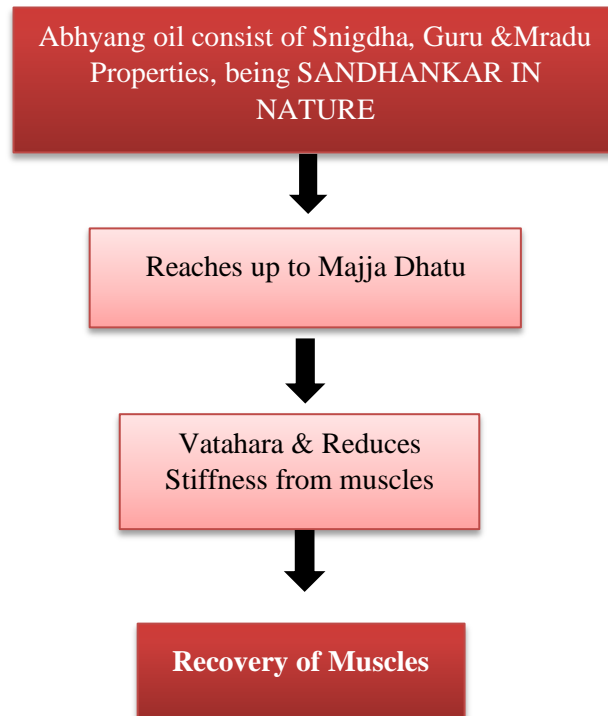 Abhyang oil consist of Snigdha, Guru &Mradu
Properties, being SANDHANKAR IN
NATURE
Reaches up to Majja Dhatu
Vatahara & Reduces
Stiffness from muscles
Recovery of Muscles